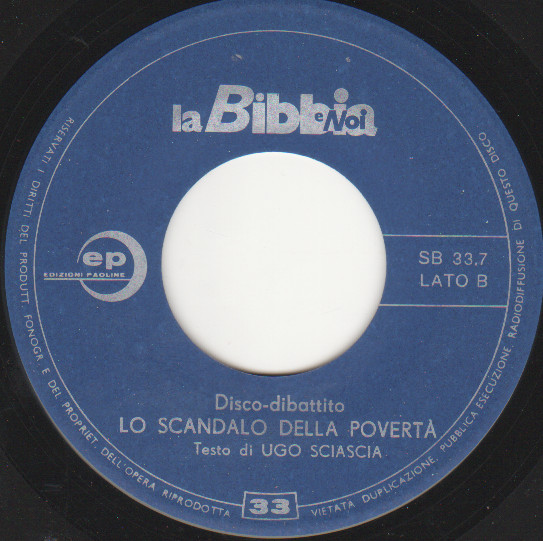 la Bibbia e Noi
ep
EDIZIONI PAOLINE
SB 33.7
LATO B
Disco-dibattito
LO SCANDALO DELLA POVERTÀ
Testo di UGO SCIASCIA
33
RISERVATI I DIRITTI DEL PRODUTT. FONOGR. E DEL PROPRIET. DELL'OPERA RIPRODOTTA
VIETATA DUPLICAZIONE, PUBBLICA ESECUZIONE, RADIODIFFUSIONE DI QUESTO DISCO